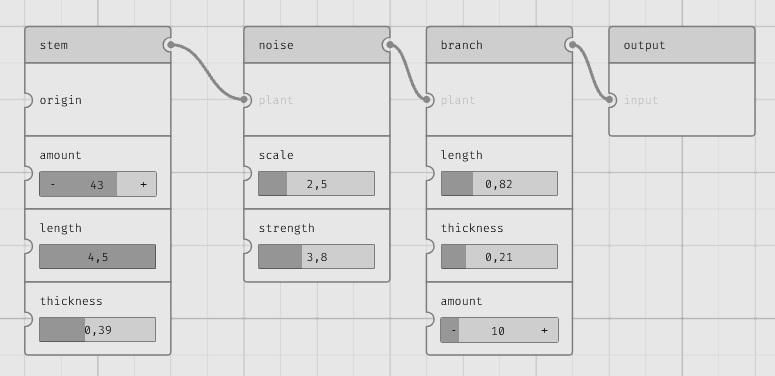 stem
origin
amount
- 43 +
length
4,5
thickness
0,39
noise
plant
scale
2,5
strength
3,8
branch
plant
length
0,82
thickness
0,21
amount
- 10 +
output
input